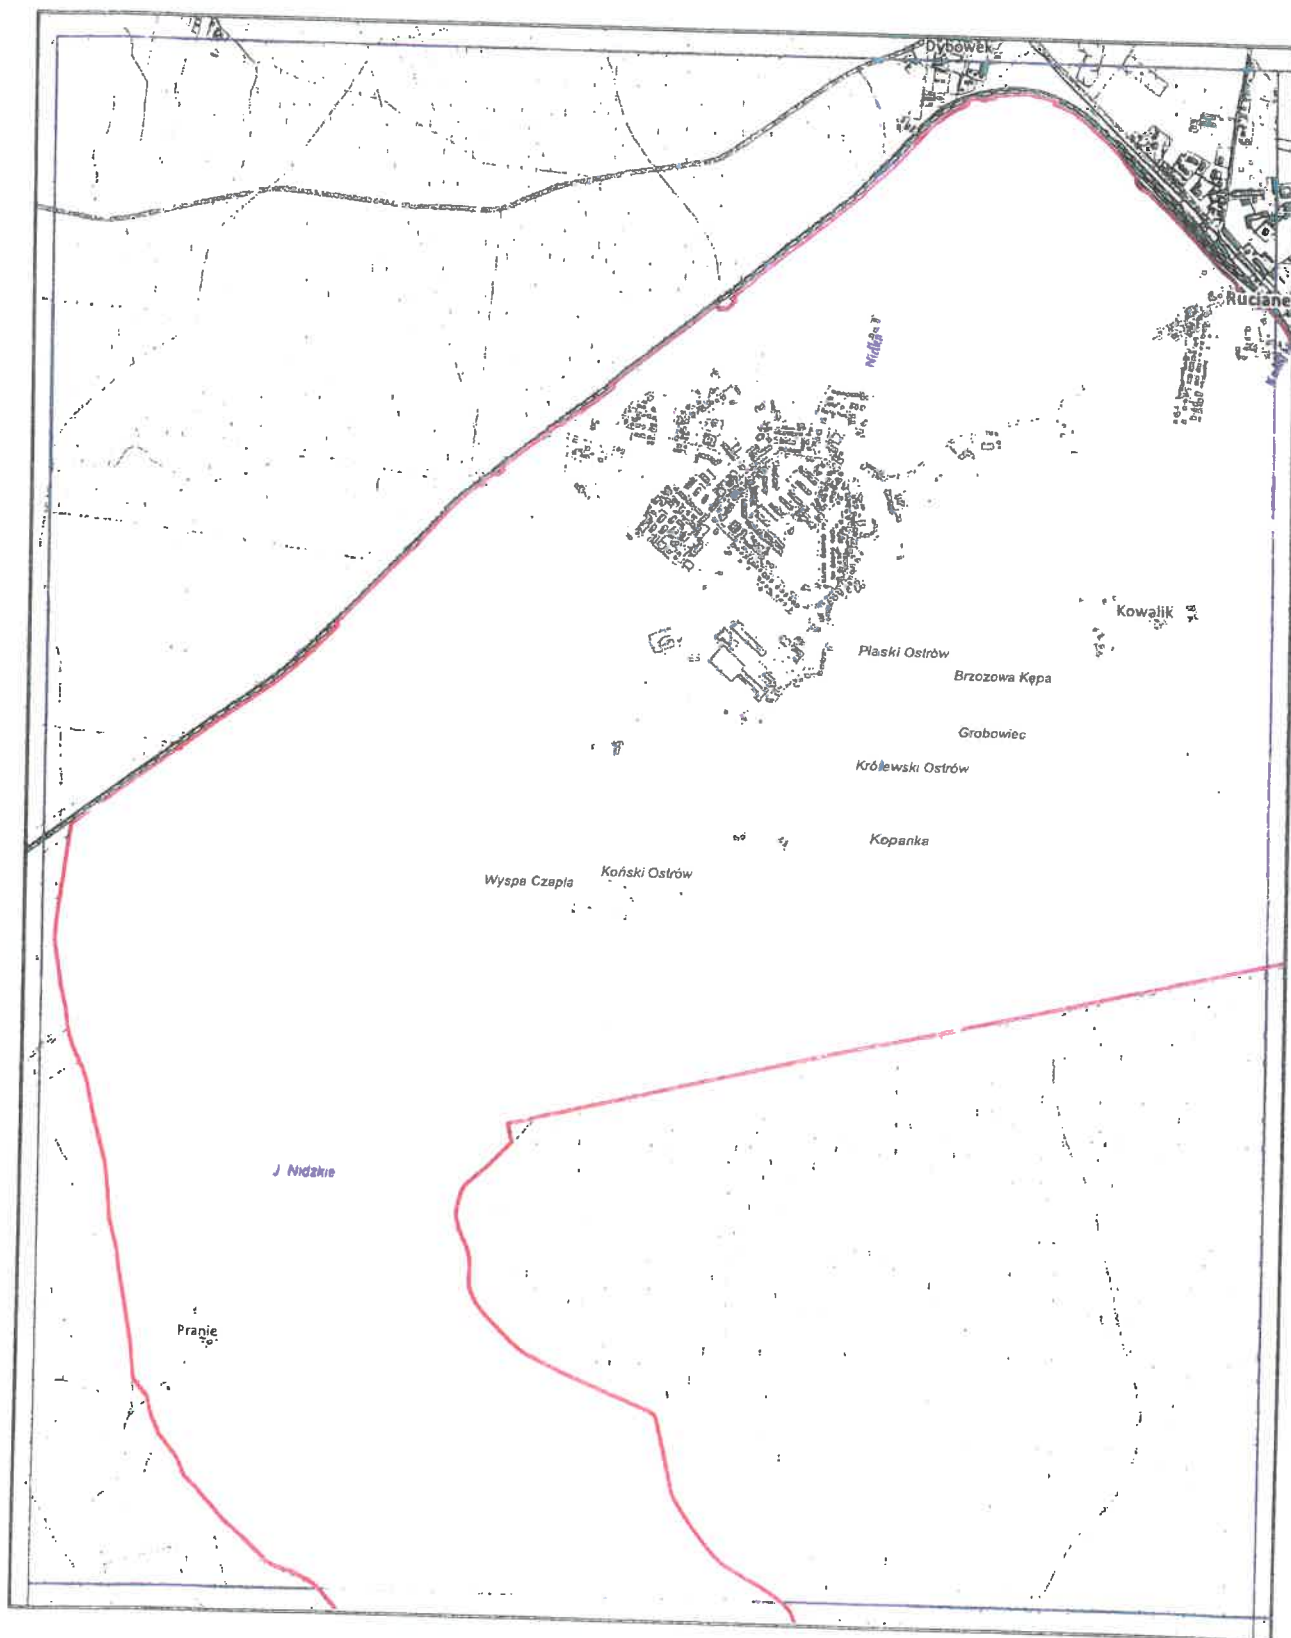 Dybówek
Ruciane
Nidka
Kowalik
Płaski Ostrów
Brzozowa Kępa
Grobowiec
Królewski Ostrów
Kopanka
Koński Ostrów
Wyspa Czapla
J Nidzkie
Pranie